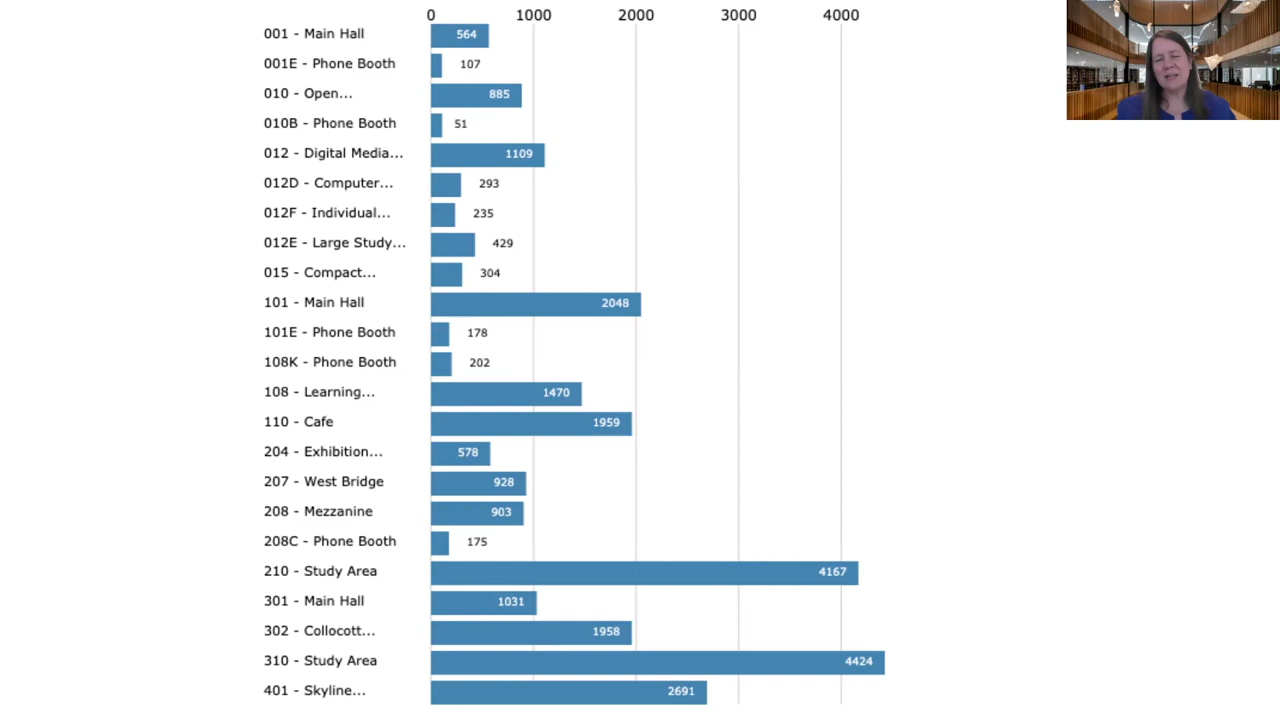 0 1000 2000 3000 4000
001 - Main Hall 564
001E - Phone Booth 107
010 - Open... 885
010B - Phone Booth 51
012 - Digital Media... 1109
012D - Computer... 293
012F - Individual... 235
012E - Large Study... 429
015 - Compact... 304
101 - Main Hall 2048
101E - Phone Booth 178
108K - Phone Booth 202
108 - Learning... 1470
110 - Cafe 1959
204 - Exhibition... 578
207 - West Bridge 928
208 - Mezzanine 903
208C - Phone Booth 175
210 - Study Area 4167
301 - Main Hall 1031
302 - Collocott... 1958
310 - Study Area 4424
401 - Skyline... 2691